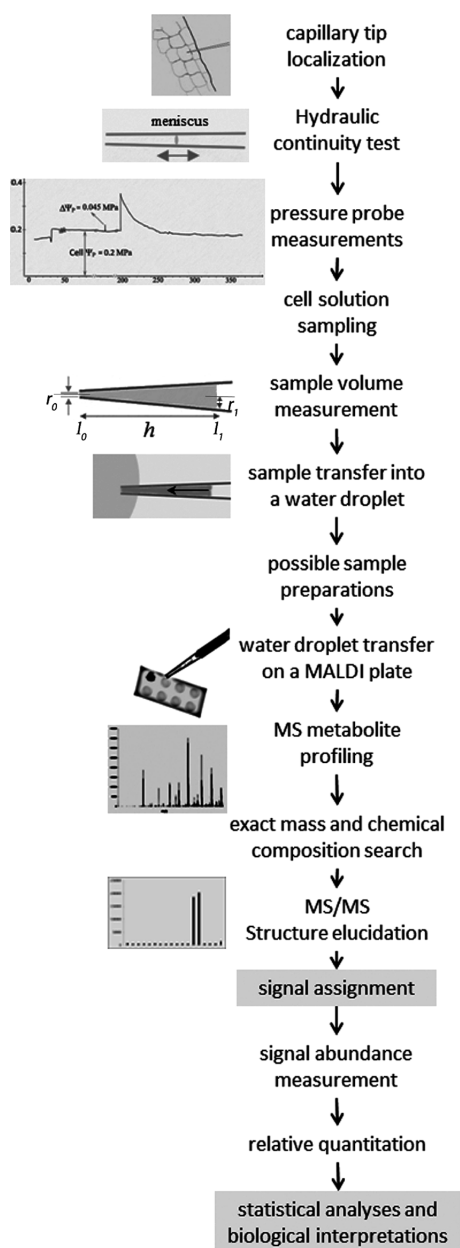 capillary tip
localization
meniscus
Hydraulic
continuity test
0.4
0.2
0
50
100
150
200
250
300
350
ΔΨP = 0.045 MPa
Cell ΨP = 0.2 MPa
pressure probe
measurements
cell solution
sampling
r0
r1
l0
h
l1
sample volume
measurement
sample transfer into
a water droplet
possible sample
preparations
water droplet transfer
on a MALDI plate
MS metabolite
profiling
exact mass and chemical
composition search
MS/MS
Structure elucidation
signal assignment
signal abundance
measurement
relative quantitation
statistical analyses and
biological interpretations